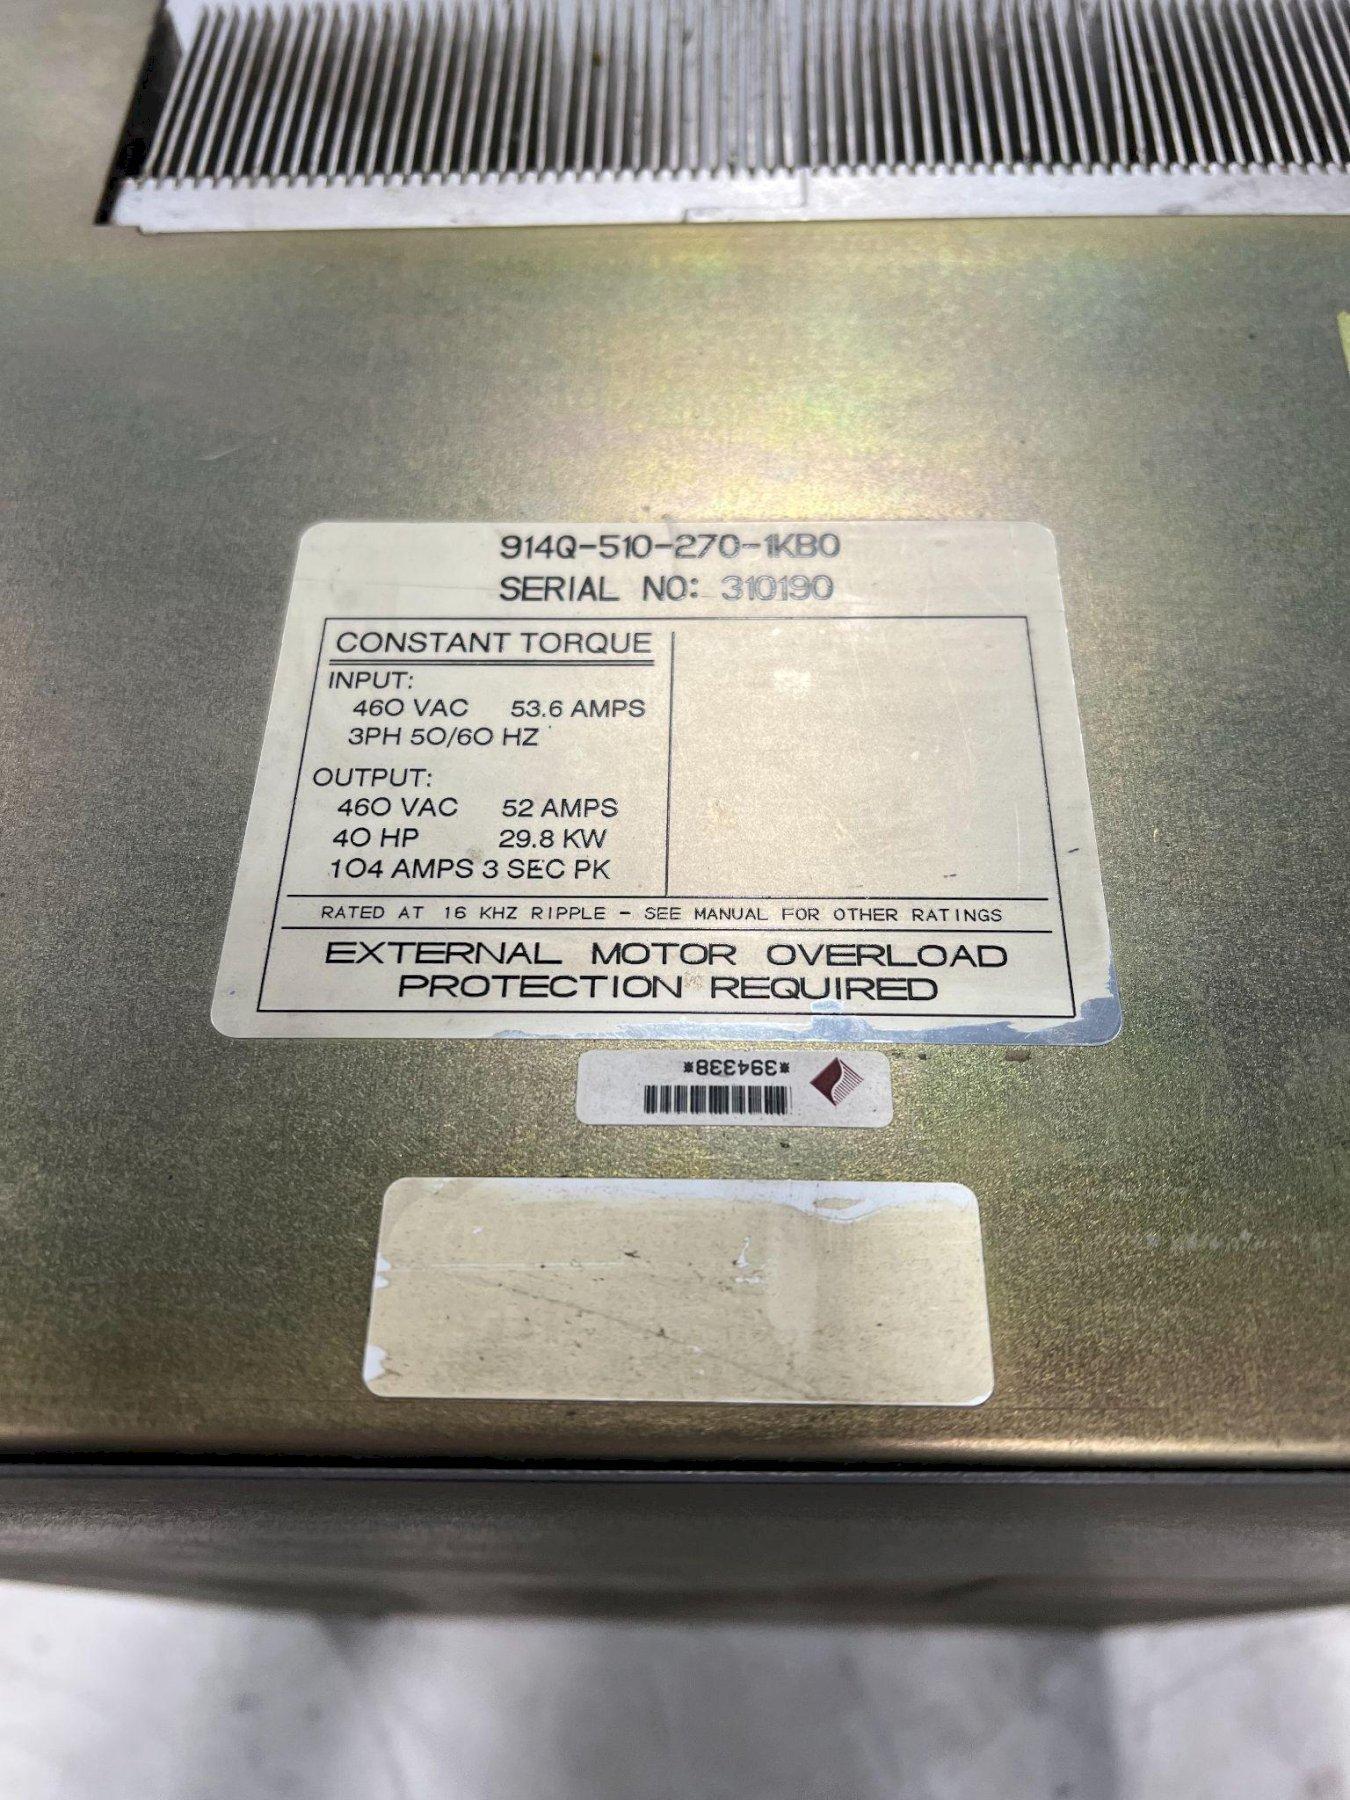 914Q-510-270-1KB0
SERIAL NO: 310190
CONSTANT TORQUE
INPUT:
460 VAC 53.6 AMPS
3PH 50/60 HZ
OUTPUT:
460 VAC 52 AMPS
40 HP 29.8 KW
104 AMPS 3 SEC PK
RATED AT 16 KHZ RIPPLE - SEE MANUAL FOR OTHER RATINGS
EXTERNAL MOTOR OVERLOAD
PROTECTION REQUIRED
*394338*